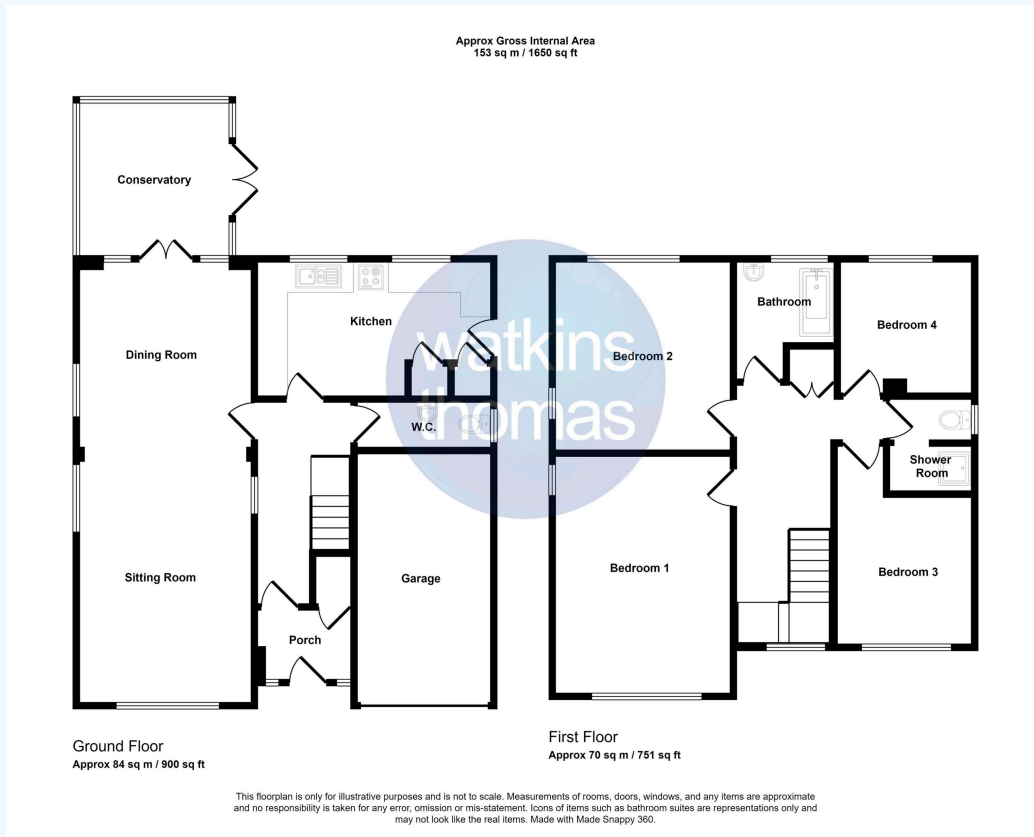 Approx Gross Internal Area
153 sq m / 1650 sq ft
Conservatory
Dining Room
Kitchen
W.C.
Sitting Room
Garage
Porch
watkins
thomas
Bedroom 2
Bathroom
Bedroom 4
Shower
Room
Bedroom 1
Bedroom 3
Ground Floor
Approx 84 sq m / 900 sq ft
First Floor
Approx 70 sq m / 751 sq ft
This floorplan is only for illustrative purposes and is not to scale. Measurements of rooms, doors, windows, and any items are approximate
and no responsibility is taken for any error, omission or mis-statement. Icons of items such as bathroom suites are representations only and
may not look like the real items. Made with Made Snappy 360.